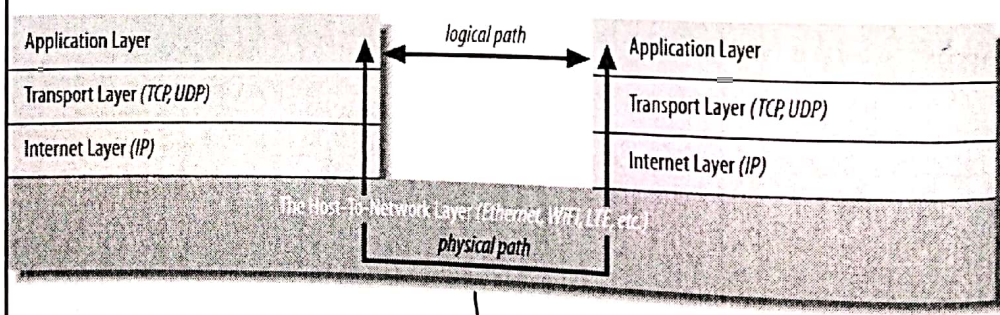 Application Layer
Transport Layer (TCP, UDP)
Internet Layer (IP)
logical path
Application Layer
Transport Layer (TCP, UDP)
Internet Layer (IP)
The Host-To-Network Layer (Ethernet, WiFi, LTE, etc.)
physical path